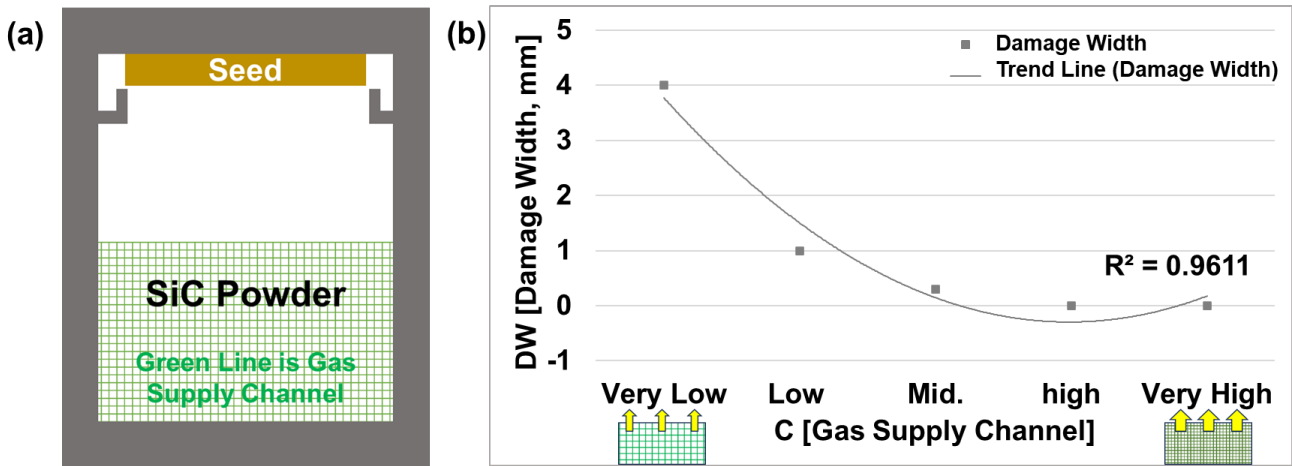 (a)
Seed
SiC Powder
Green Line is Gas
Supply Channel
(b)
DW [Damage Width, mm]
5
4
3
2
1
0
-1
Damage Width
Trend Line (Damage Width)
R² = 0.9611
Very Low
Low
Mid.
high
Very High
C [Gas Supply Channel]